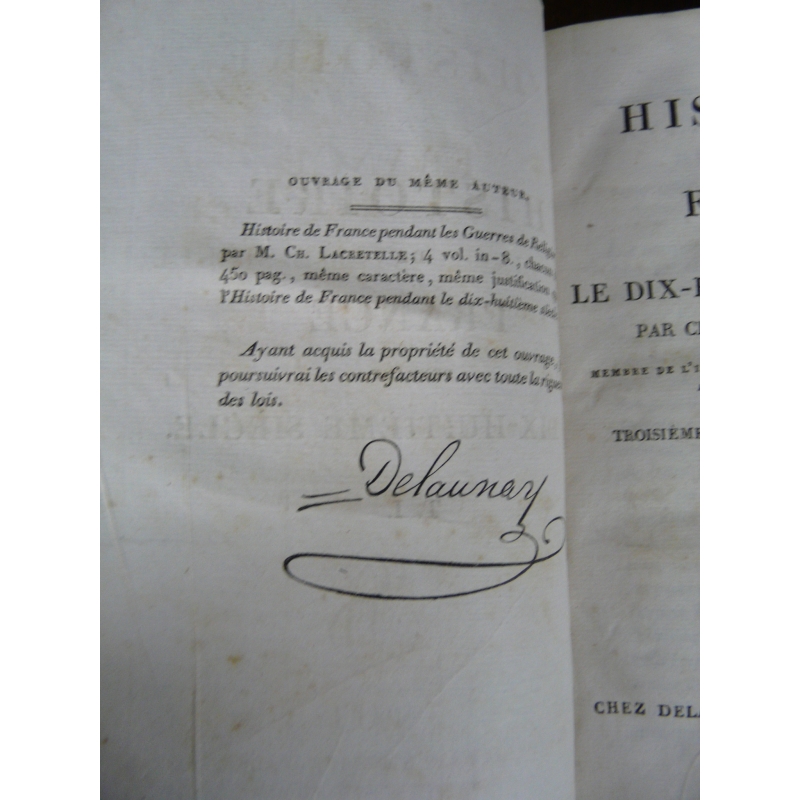 OUVRAGE DU MÊME AUTEUR.
Histoire de France pendant les Guerres de
par M. CH. LACRETELLE; 4 vol. in-8.,
450 pag., même caractère, même justification
l'Histoire de France pendant le dix-huitième
Ayant acquis la propriété de cet ouvrage,
poursuivrai les contrefacteurs avec toute la
des lois.
Delaunay
HIS
LE DIX-
PAR C
MEMBRE DE L'I
TROISIÈME
CHEZ DELA